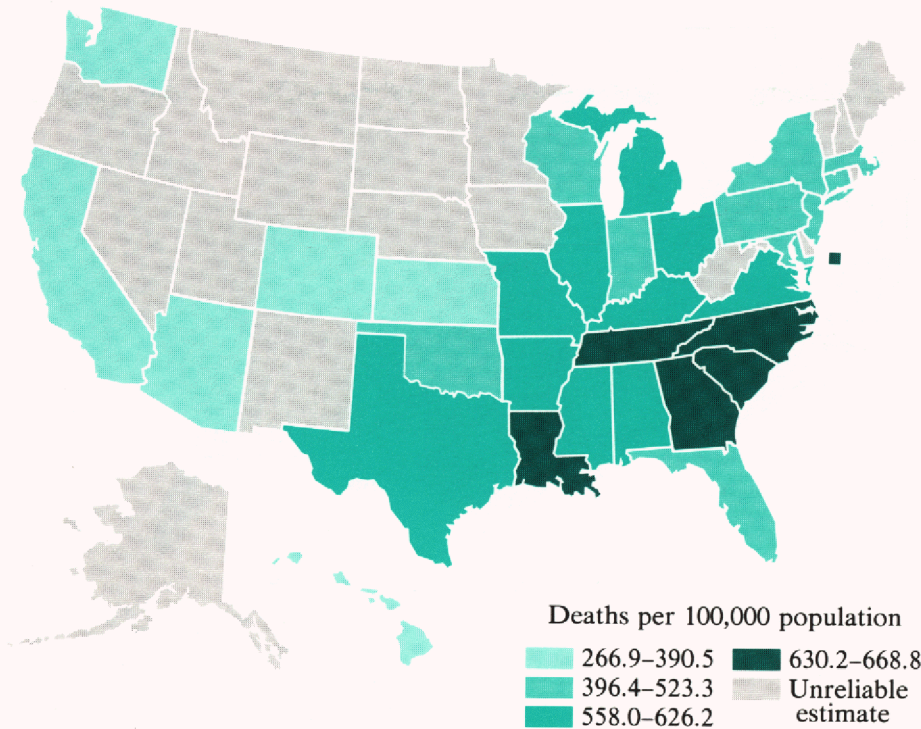 Deaths per 100,000 population
266.9–390.5
396.4–523.3
558.0–626.2
630.2–668.8
Unreliable
estimate